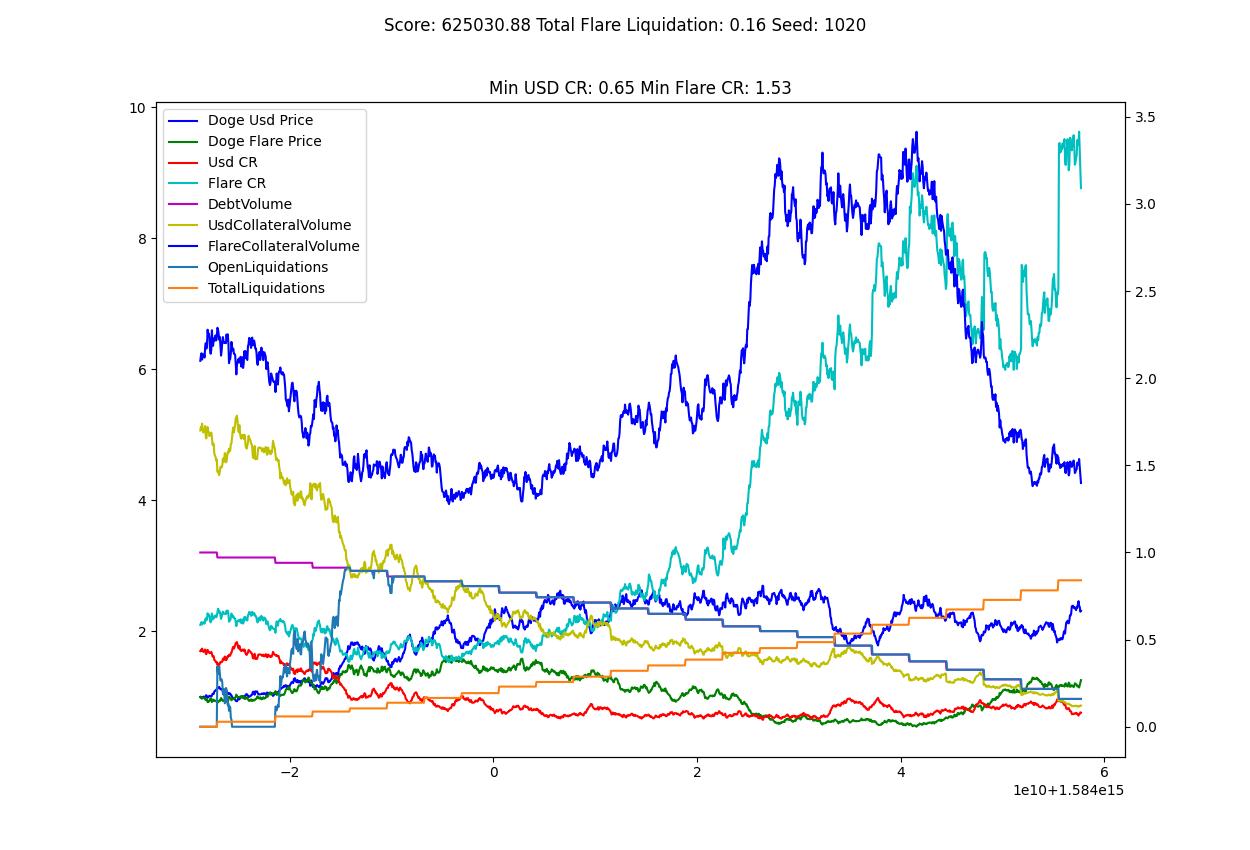 Score: 625030.88 Total Flare Liquidation: 0.16 Seed: 1020
Min USD CR: 0.65 Min Flare CR: 1.53
Doge Usd Price
Doge Flare Price
Usd CR
Flare CR
DebtVolume
UsdCollateralVolume
FlareCollateralVolume
OpenLiquidations
TotalLiquidations
10
8
6
4
2
3.5
3.0
2.5
2.0
1.5
1.0
0.5
0.0
−2 0 2 4 6
1e10+1.584e15